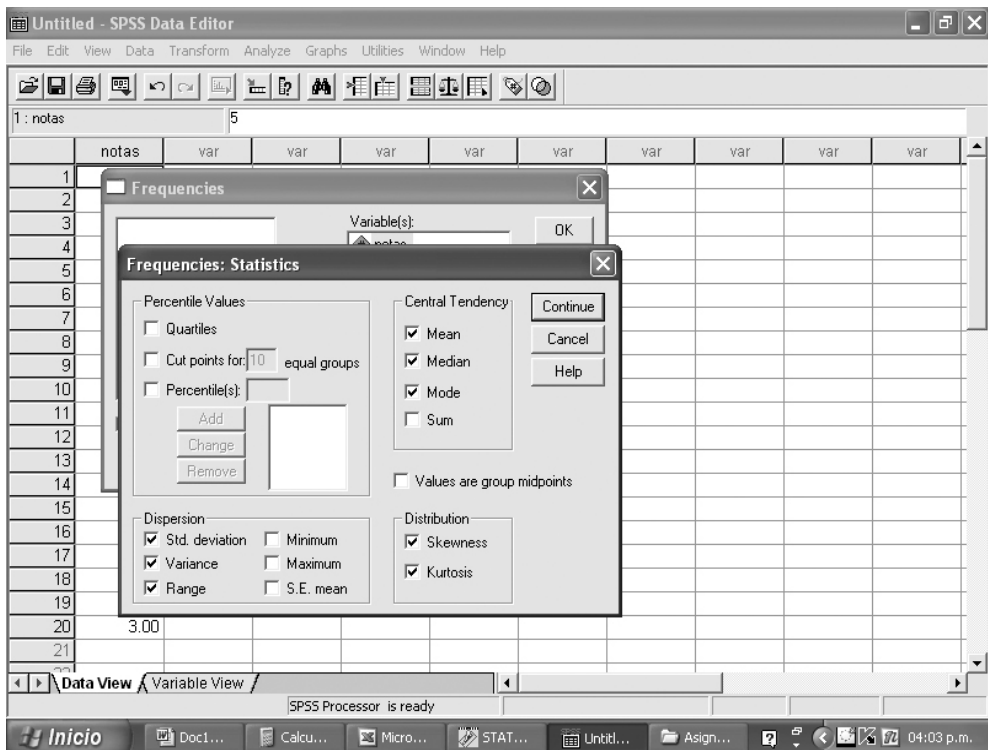 Untitled - SPSS Data Editor
File Edit View Data Transform Analyze Graphs Utilities Window Help
1 : notas 5
notas var var var var var var var var var
1
2
3
4
5
6
7
8
9
10
11
12
13
14
15
16
17
18
19
20 3.00
21
Frequencies
Variable(s):
notas
OK
Frequencies: Statistics
Percentile Values
Quartiles
Cut points for: 10 equal groups
Percentile(s):
Add
Change
Remove
Central Tendency
Mean
Median
Mode
Sum
Continue
Cancel
Help
Values are group midpoints
Dispersion
Std. deviation Minimum
Variance Maximum
Range S.E. mean
Distribution
Skewness
Kurtosis
Data View Variable View
SPSS Processor is ready
Inicio Doc1... Calcu... Micro... STAT... Untitl... Asign... 04:03 p.m.